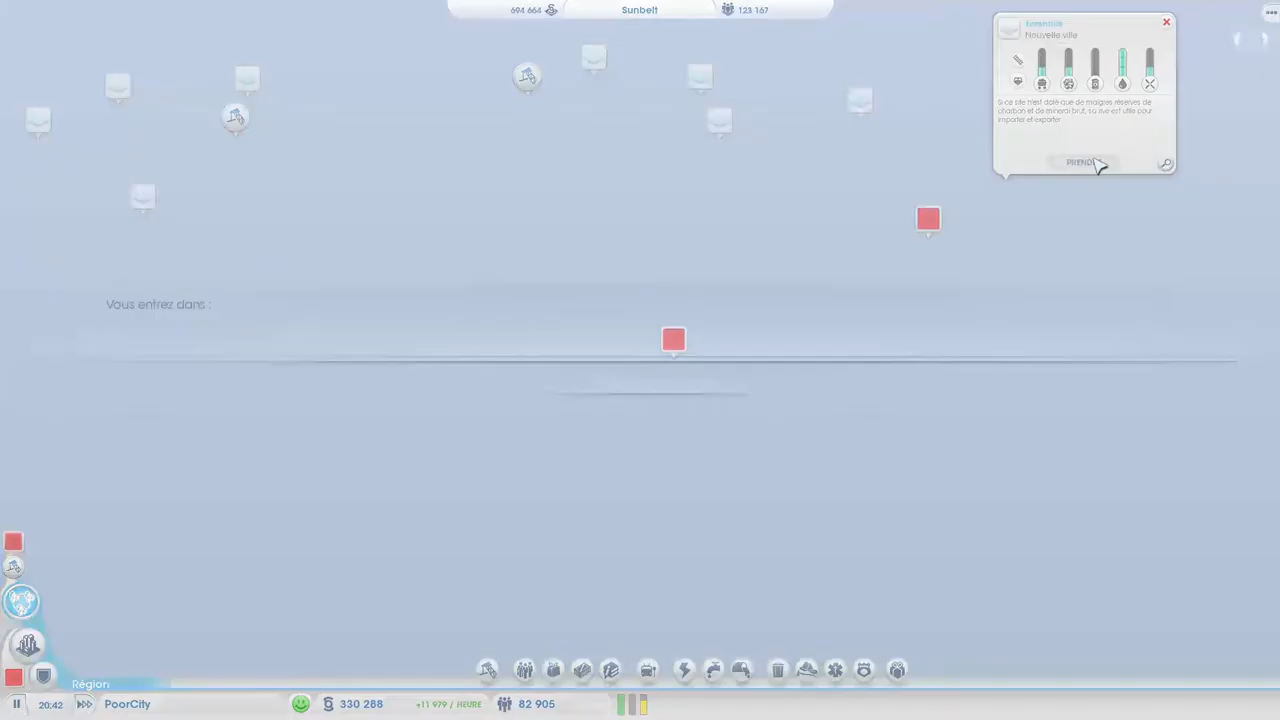 694 664
Sunbelt
123 167
Nouvelle ville
Si ce site n'est doté que de maigres réserves de
charbon et de minerai brut, sa rive est utile pour
importer et exporter.
Vous entrez dans :
Région
20:42
PoorCity
330 288
+11 979 / HEURE
82 905